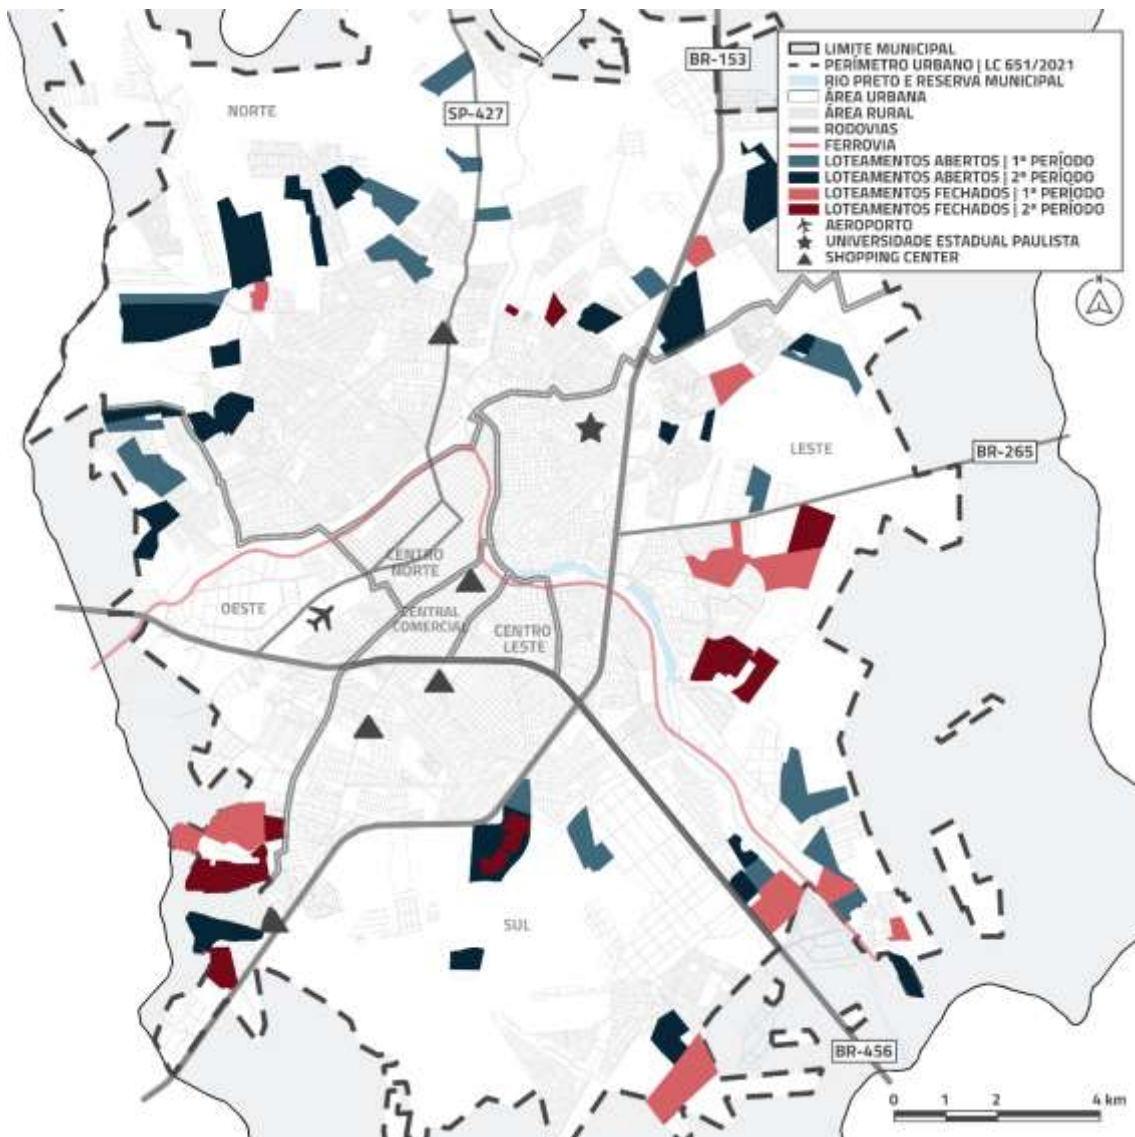 BR-153
LIMITE MUNICIPAL
PERÍMETRO URBANO | LC 651/2021
RIO PRETO E RESERVA MUNICIPAL
ÁREA URBANA
ÁREA RURAL
RODOVIAS
FERROVIA
LOTEAMENTOS ABERTOS | 1º PERÍODO
LOTEAMENTOS ABERTOS | 2º PERÍODO
LOTEAMENTOS FECHADOS | 1º PERÍODO
LOTEAMENTOS FECHADOS | 2º PERÍODO
AEROPORTO
UNIVERSIDADE ESTADUAL PAULISTA
SHOPPING CENTER
N
NORTE
SP-427
LESTE
BR-265
CENTRO
NORTE
OESTE
CENTRAL
COMERCIAL
CENTRO
LESTE
SUL
BR-456
0 1 2 4 km